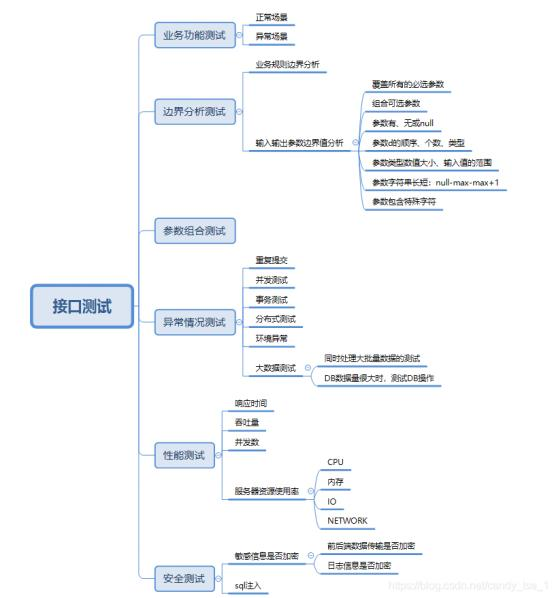 接口测试
业务功能测试
正常场景
异常场景
边界分析测试
业务规则边界分析
输入输出参数边界值分析
覆盖所有的必选参数
组合可选参数
参数有、无或null
参数d的顺序、个数、类型
参数类型数值大小、输入值的范围
参数字符串长短：null-max-max+1
参数包含特殊字符
参数组合测试
异常情况测试
重复提交
并发测试
事务测试
分布式测试
环境异常
大数据测试
同时处理大批量数据的测试
DB数据量很大时，测试DB操作
性能测试
响应时间
吞吐量
并发数
服务器资源使用率
CPU
内存
IO
NETWORK
安全测试
敏感信息是否加密
前后端数据传输是否加密
日志信息是否加密
sql注入
https://blog.csdn.net/candy_lsa_1